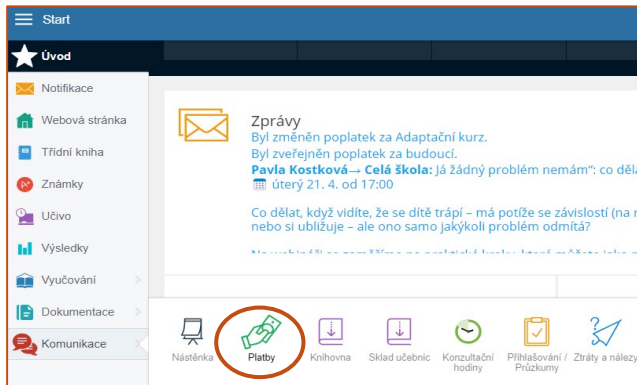 Start
Úvod
Notifikace
Webová stránka
Třídní kniha
Známky
Učivo
Výsledky
Vyučování
Dokumentace
Komunikace
Zprávy
Byl změněn poplatek za Adaptační kurz.
Byl zveřejněn poplatek za budoucí.
Pavla Kostková→ Celá škola: Já žádný problém nemám“: co děla
úterý 21. 4. od 17:00
Co dělat, když vidíte, že se dítě trápí – má potíže se závislostí (na m
nebo si ubližuje – ale ono samo jakýkoli problém odmítá?
Nástěnka
Platby
Knihovna
Sklad učebnic
Konzultační
hodiny
Přihlašování /
Průzkumy
Ztráty a nálezy